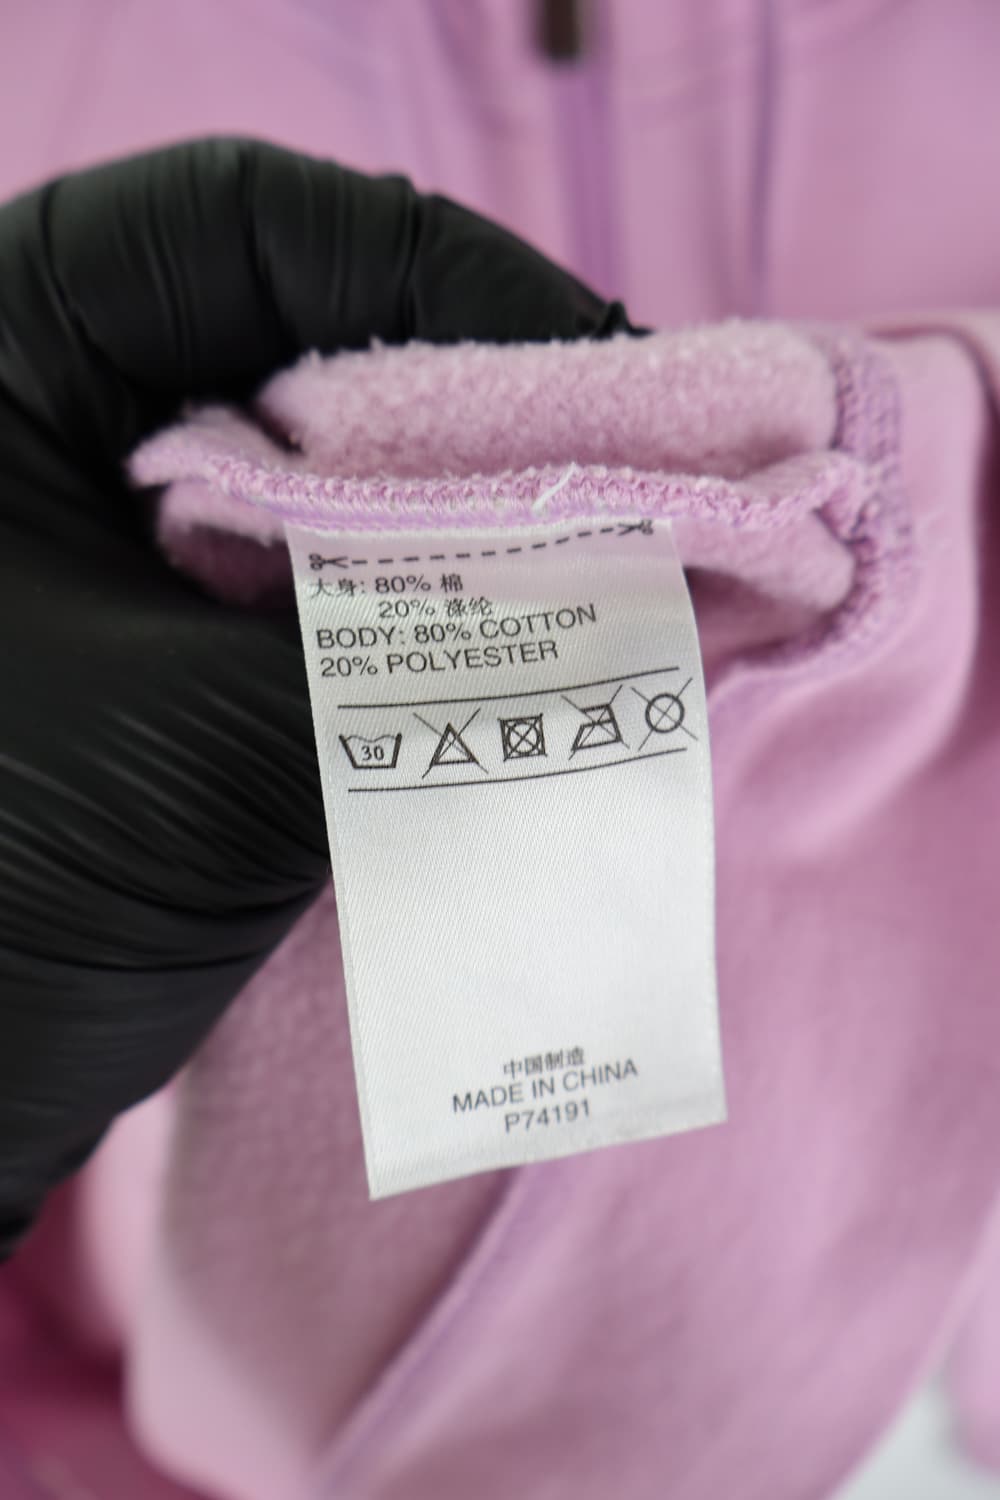 大身: 80% 棉
20% 涤纶
BODY: 80% COTTON
20% POLYESTER
30
中国制造
MADE IN CHINA
P74191